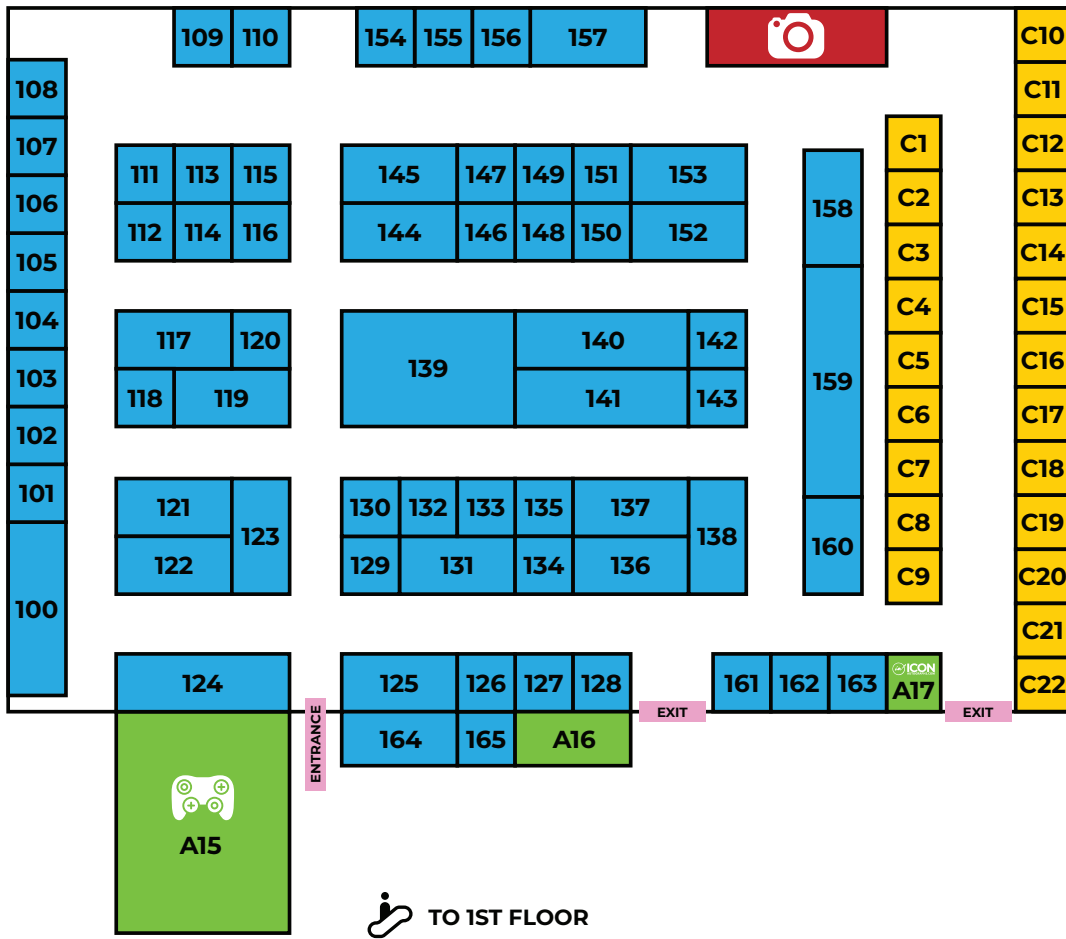 109 110 154 155 156 157 C10
108 C11
107 C1 C12
111 113 115 145 147 149 151 153
106 158 C2 C13
112 114 116 144 146 148 150 152
105 C3 C14
104 C4 C15
117 120 140 142
103 139 159 C5 C16
118 119 141 143
102 C6 C17
101 C7 C18
121 130 132 133 135 137
123 138 C8 C19
122 129 131 134 136 160 C9 C20
100 C21
124 125 126 127 128 161 162 163 ICON
A17 C22
EXIT EXIT
ENTRANCE
164 165 A16
A15
TO 1ST FLOOR